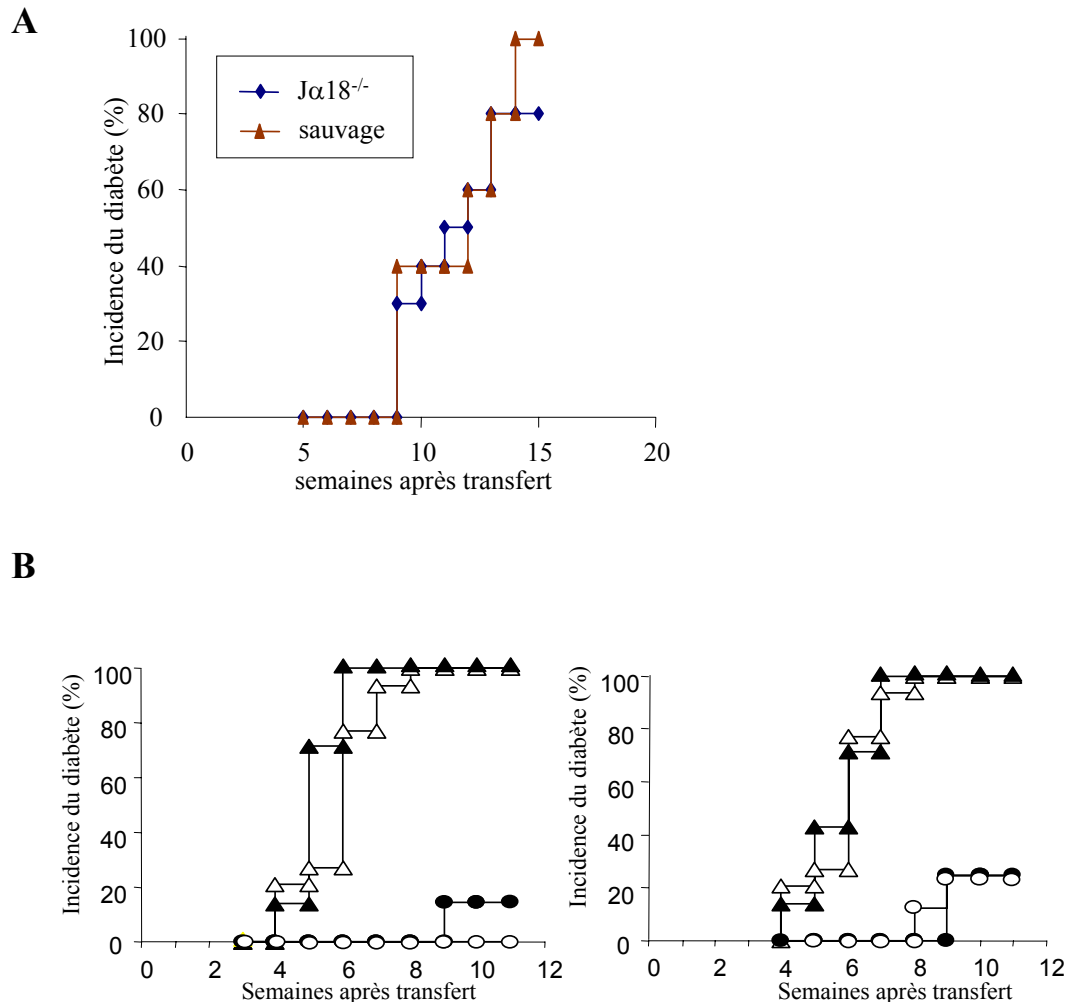 A
Incidence du diabète (%)
100
80
60
40
20
0
Jα18-/-
sauvage
0 5 10 15 20
semaines après transfert
B
Incidence du diabète (%)
100
80
60
40
20
0
0 2 4 6 8 10 12
Semaines après transfert
Incidence du diabète (%)
100
80
60
40
20
0
0 2 4 6 8 10 12
Semaines après transfert